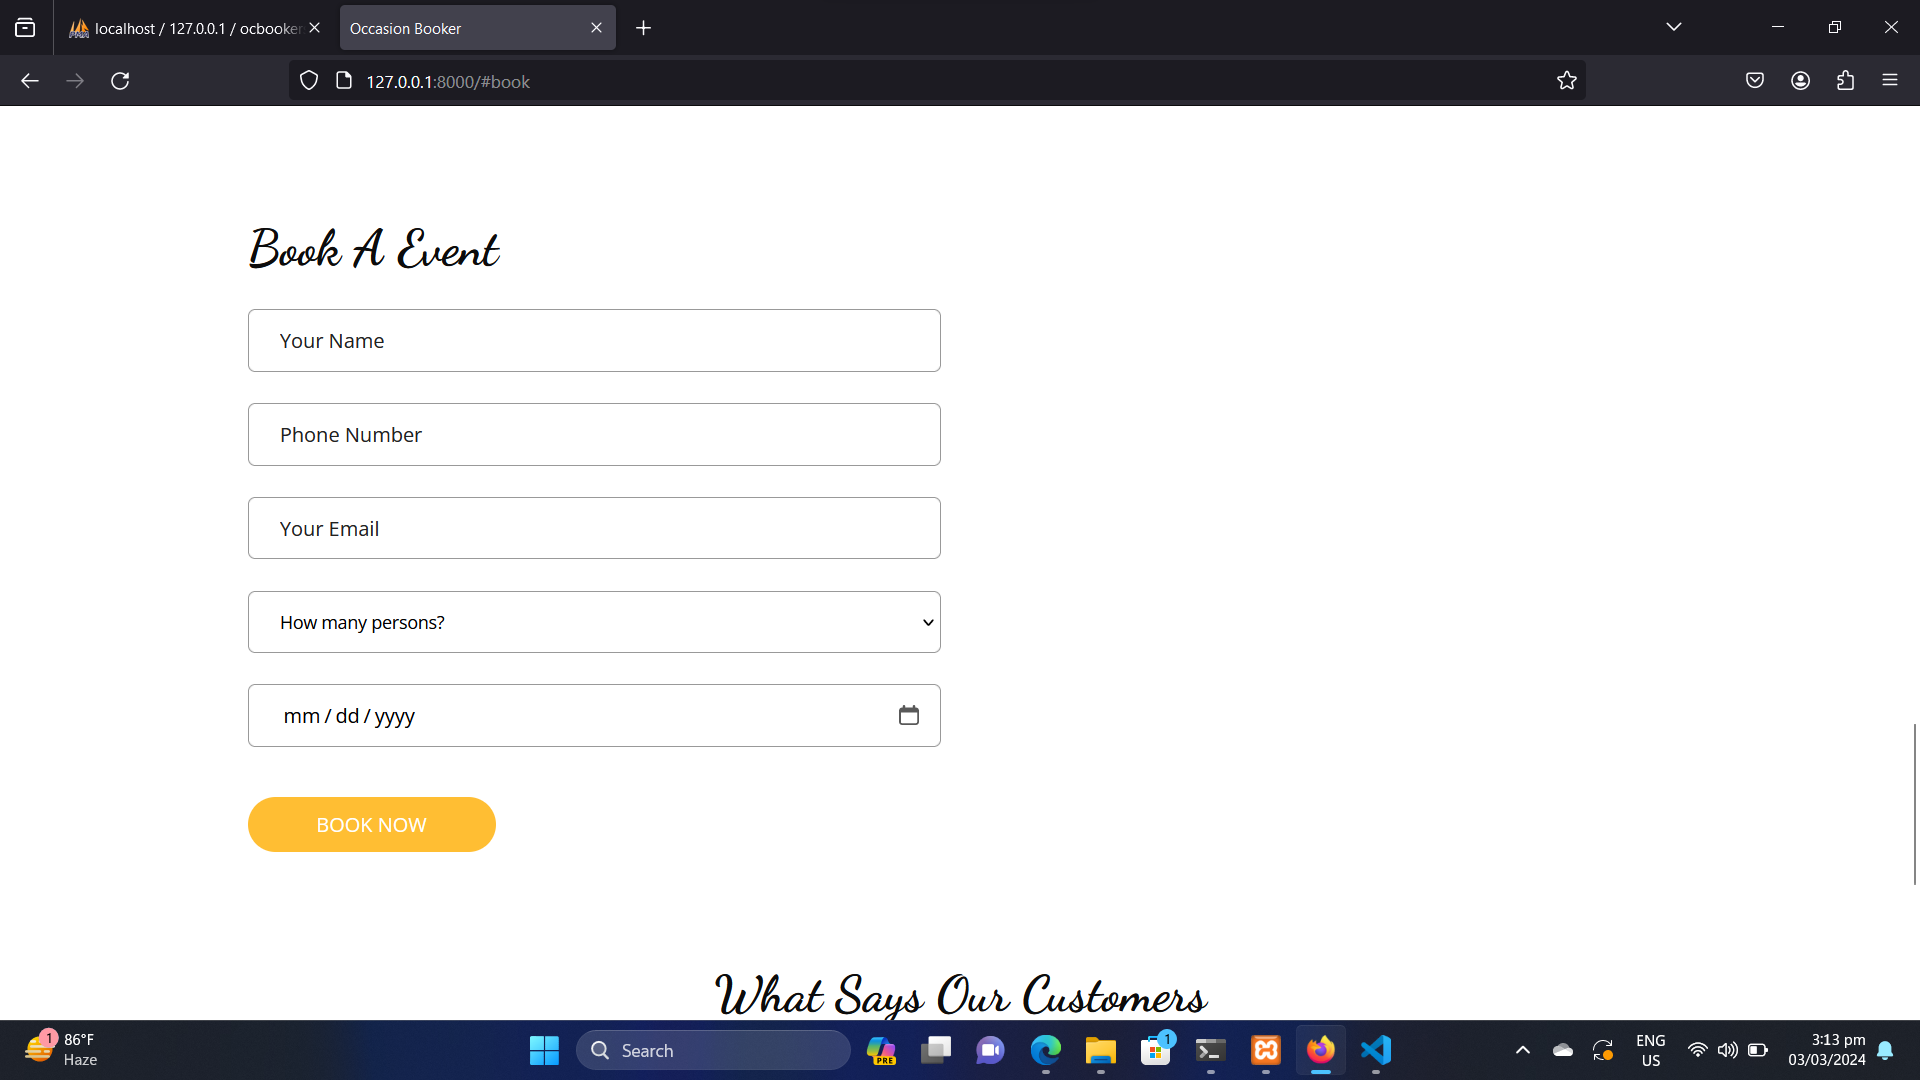 localhost / 127.0.0.1 / ocbooker
Occasion Booker
127.0.0.1:8000/#book
Book A Event
Your Name
Phone Number
Your Email
How many persons?
mm / dd / yyyy
BOOK NOW
What Says Our Customers
1
86°F
Haze
Search
PRE
1
ENG
US
3:13 pm
03/03/2024